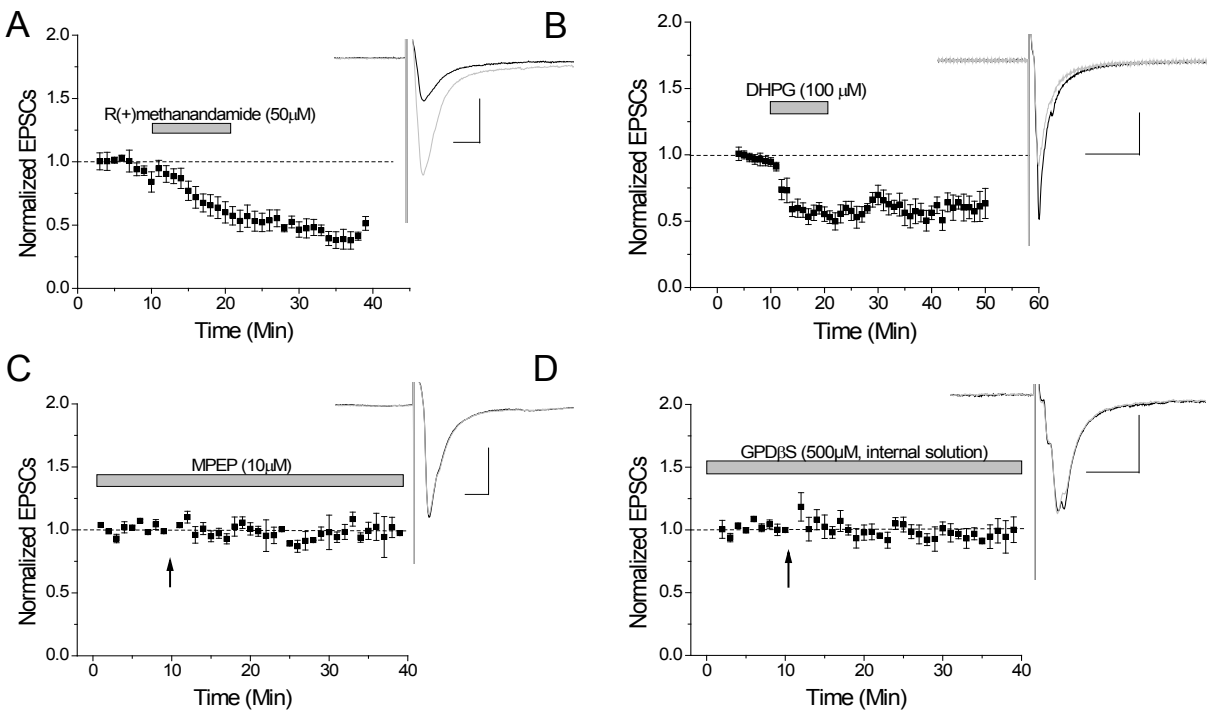 A
Normalized EPSCs
2.0
1.5
1.0
0.5
0.0
R(+)methanandamide (50μM)
0 10 20 30 40
Time (Min)
B
Normalized EPSCs
2.0
1.5
1.0
0.5
0.0
DHPG (100 μM)
0 10 20 30 40 50 60
Time (Min)
C
Normalized EPSCs
2.0
1.5
1.0
0.5
0.0
MPEP (10μM)
0 10 20 30 40
Time (Min)
D
Normalized EPSCs
2.0
1.5
1.0
0.5
0.0
GPDβS (500μM, internal solution)
0 10 20 30 40
Time (Min)